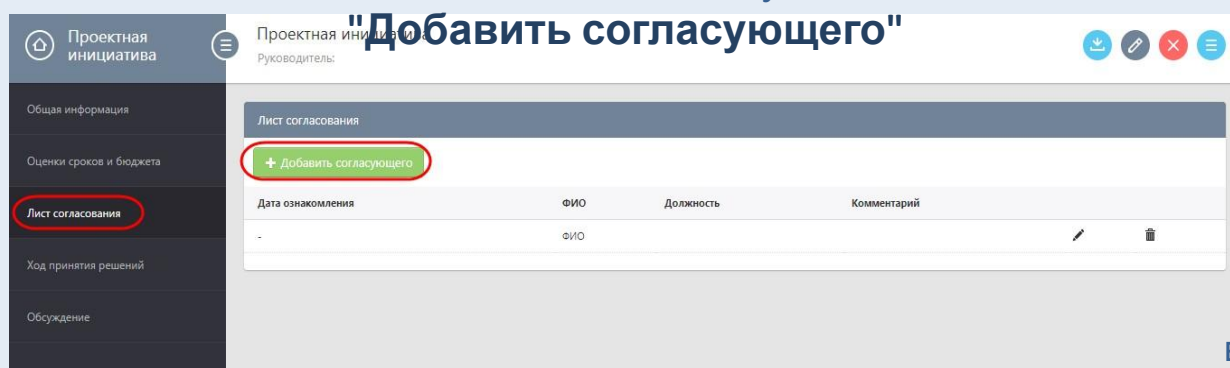 "Добавить согласующего"
Проектная инициатива
Проектная инициатива
Руководитель:
Общая информация
Оценки сроков и бюджета
Лист согласования
Ход принятия решений
Обсуждение
Лист согласования
+ Добавить согласующего
Дата ознакомления ФИО Должность Комментарий
- ФИО